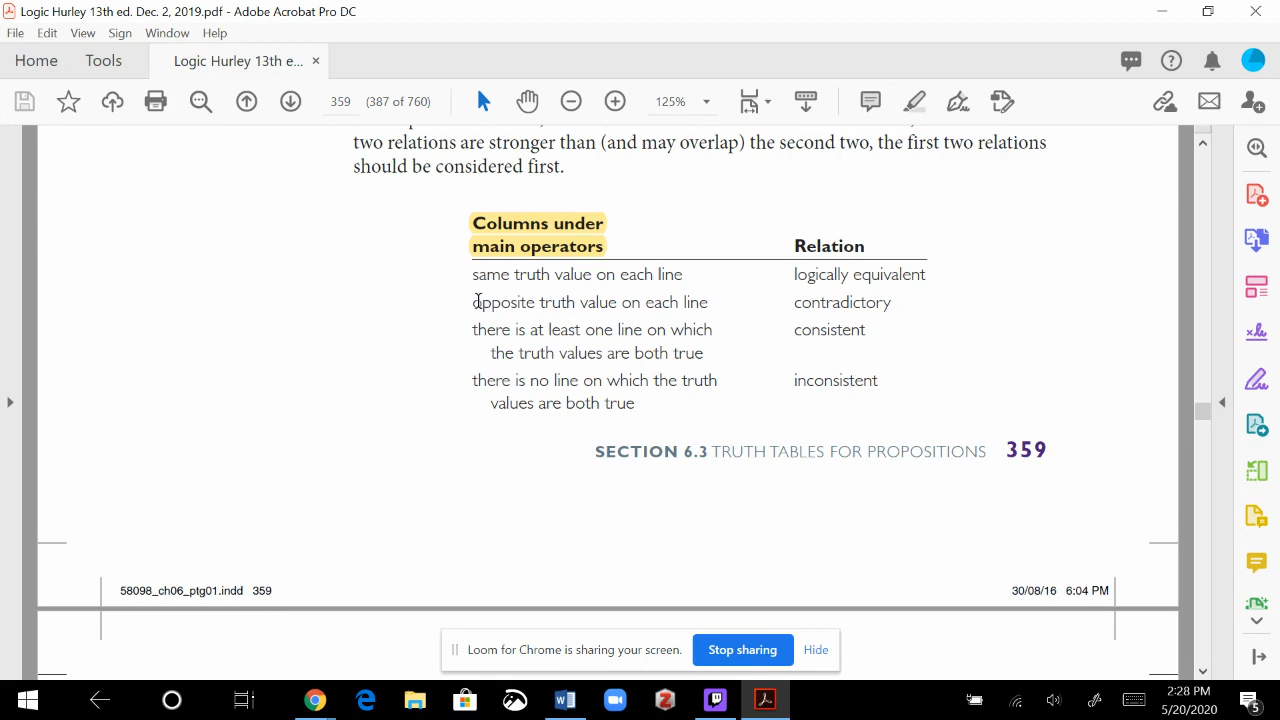 Logic Hurley 13th ed. Dec. 2, 2019.pdf - Adobe Acrobat Pro DC
File Edit View Sign Window Help
Home Tools Logic Hurley 13th e... ×
359 (387 of 760) 125%
two relations are stronger than (and may overlap) the second two, the first two relations
should be considered first.
Columns under
main operators Relation
same truth value on each line logically equivalent
opposite truth value on each line contradictory
there is at least one line on which consistent
the truth values are both true
there is no line on which the truth inconsistent
values are both true
SECTION 6.3 TRUTH TABLES FOR PROPOSITIONS 359
58098_ch06_ptg01.indd 359 30/08/16 6:04 PM
Loom for Chrome is sharing your screen. Stop sharing Hide
2:28 PM
5/20/2020
5